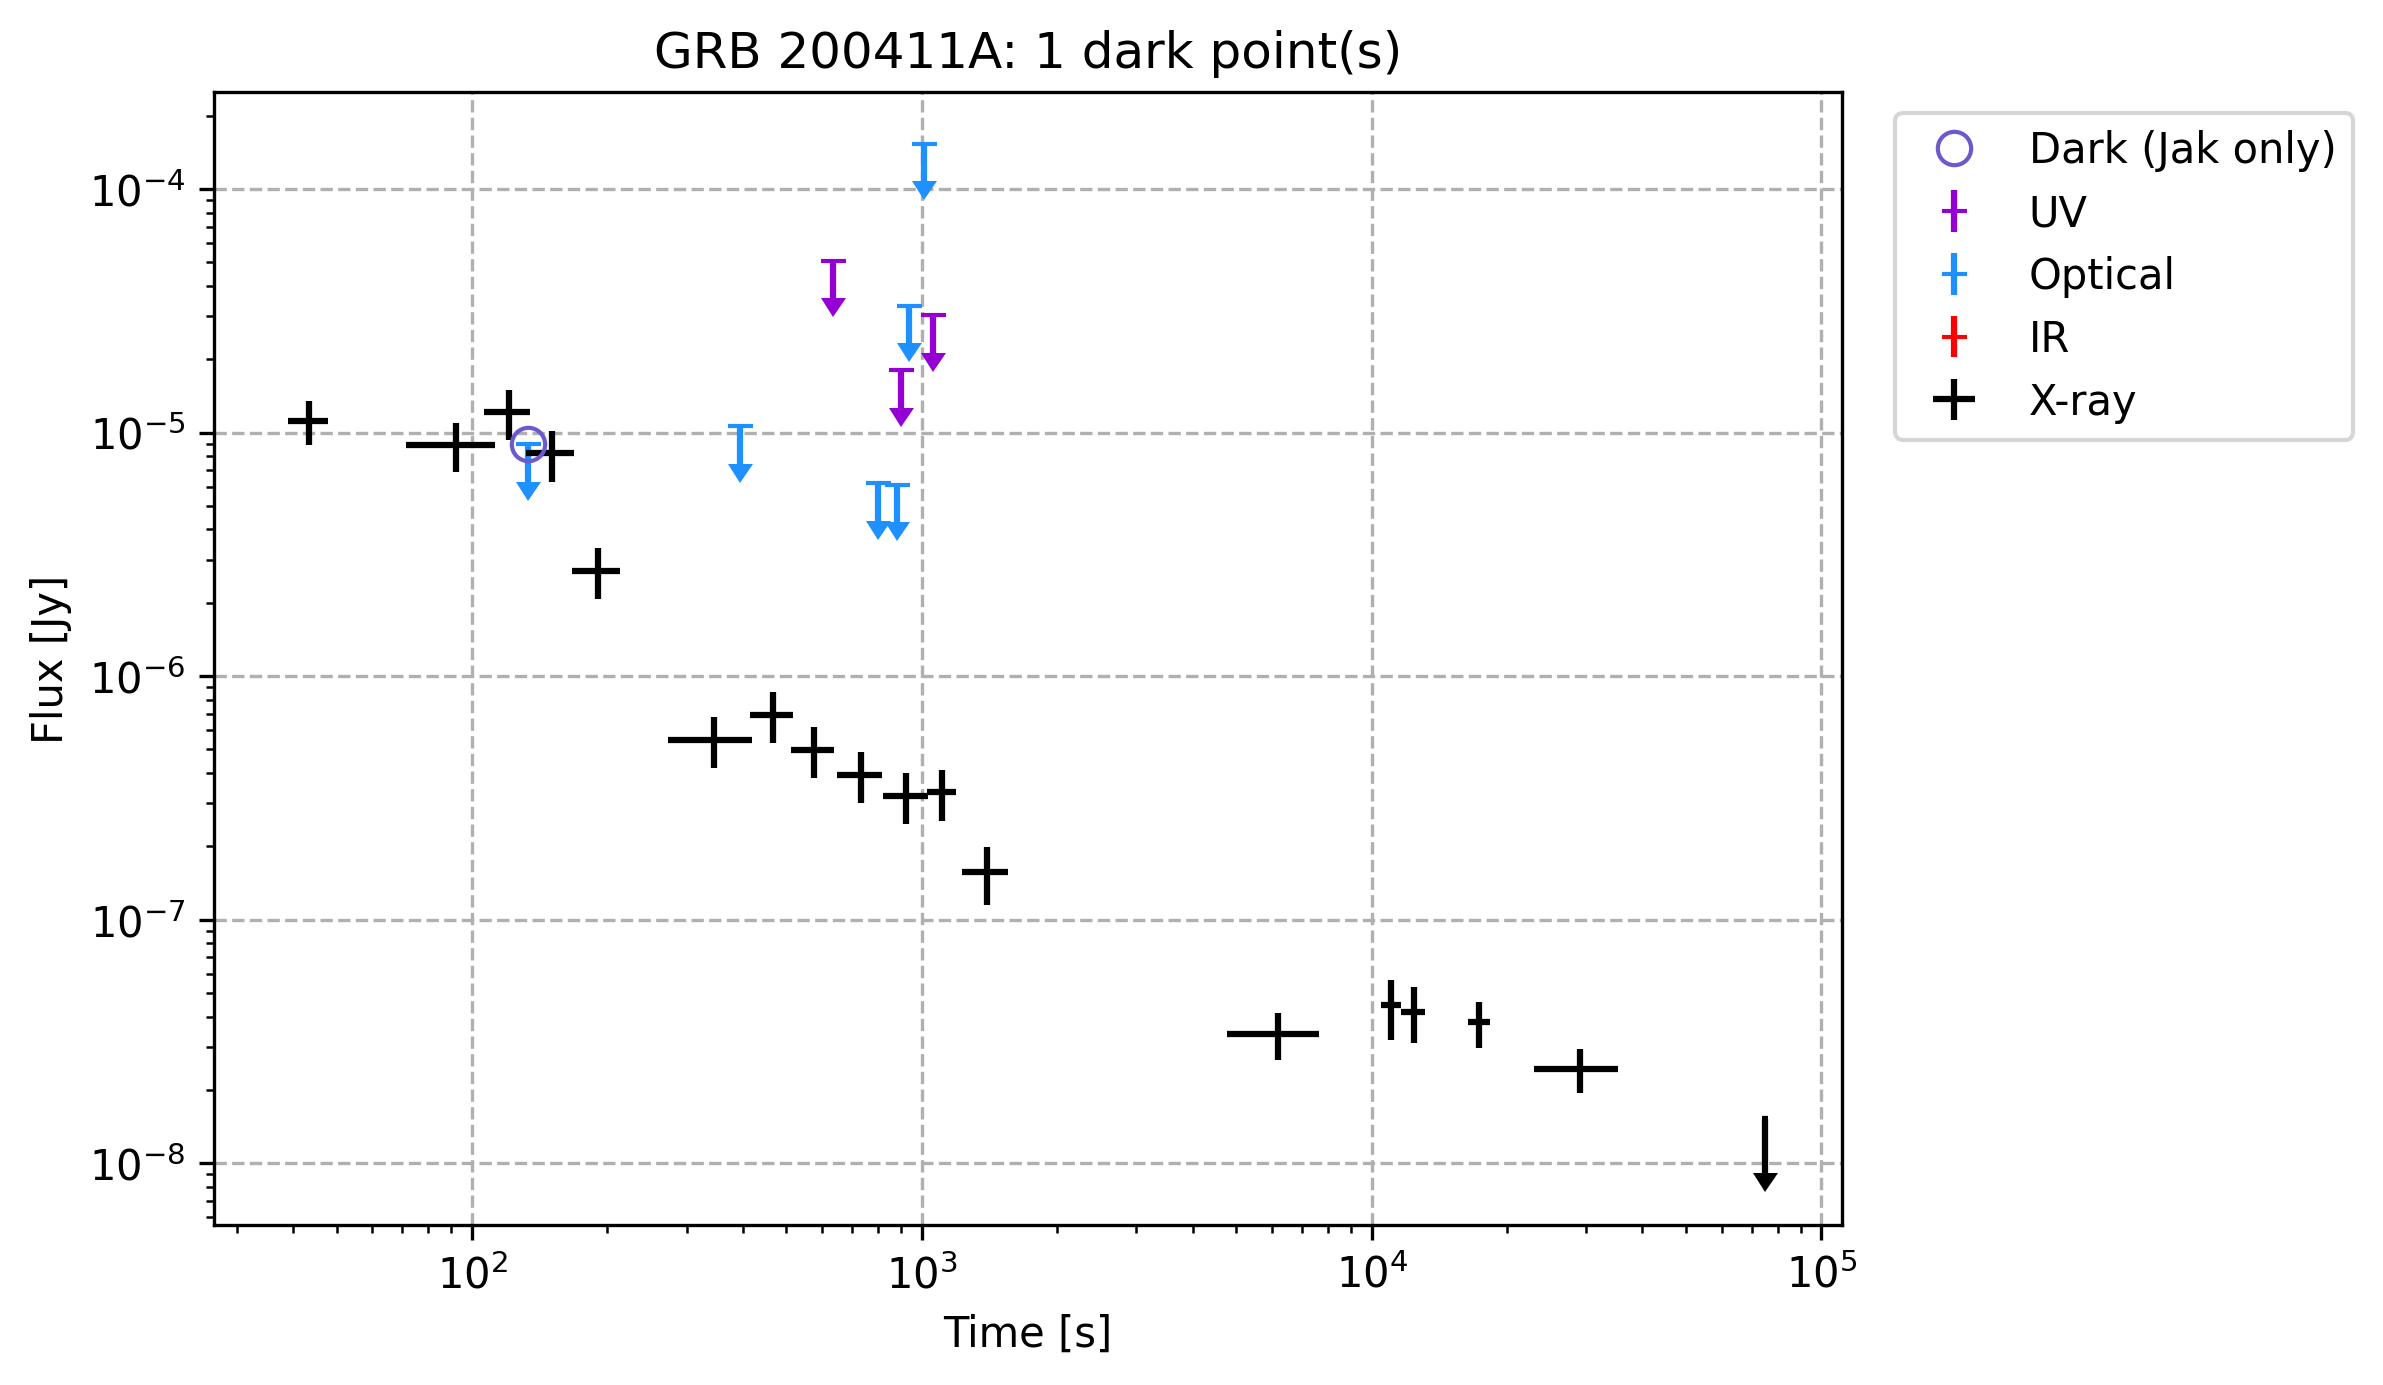 GRB 200411A: 1 dark point(s)
Dark (Jak only)
UV
Optical
IR
X-ray
Flux [Jy]
10⁻⁴
10⁻⁵
10⁻⁶
10⁻⁷
10⁻⁸
10² 10³ 10⁴ 10⁵
Time [s]